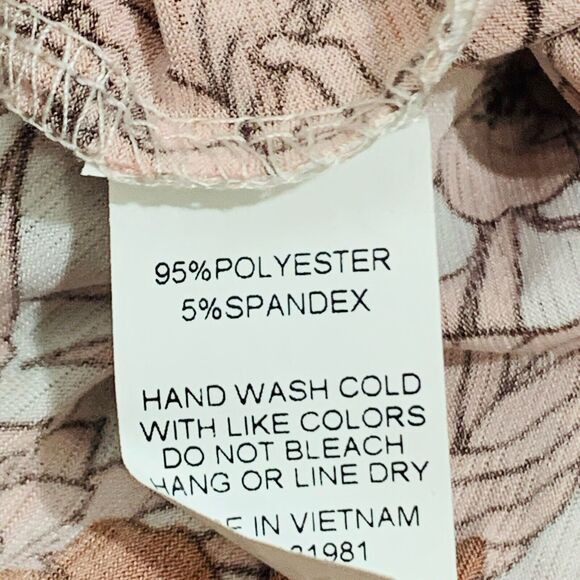 95%POLYESTER
5%SPANDEX
HAND WASH COLD
WITH LIKE COLORS
DO NOT BLEACH
HANG OR LINE DRY
IN VIETNAM